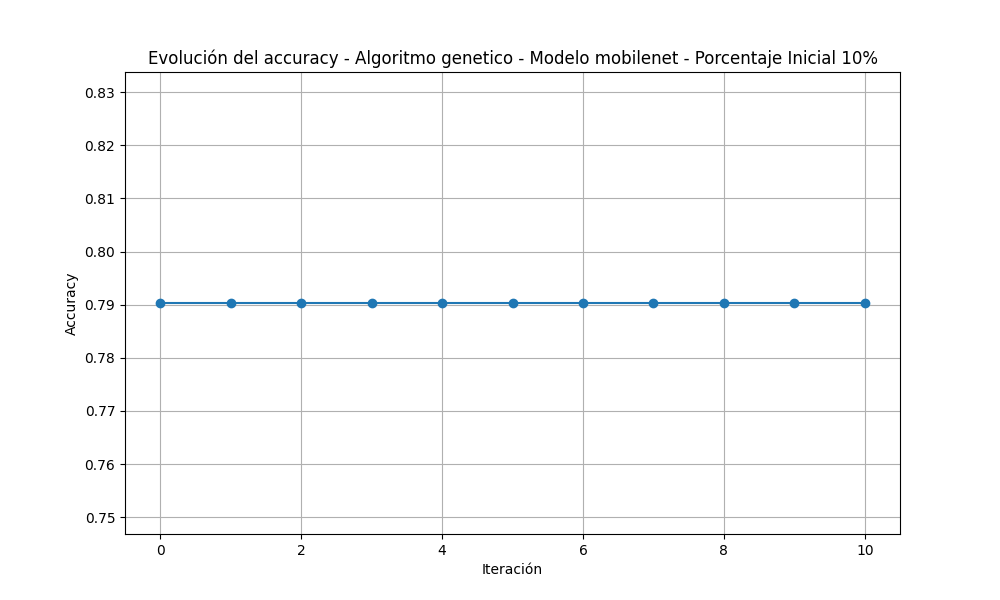 Evolución del accuracy - Algoritmo genetico - Modelo mobilenet - Porcentaje Inicial 10%
0.83
0.82
0.81
0.80
0.79
0.78
0.77
0.76
0.75
Accuracy
0 2 4 6 8 10
Iteración